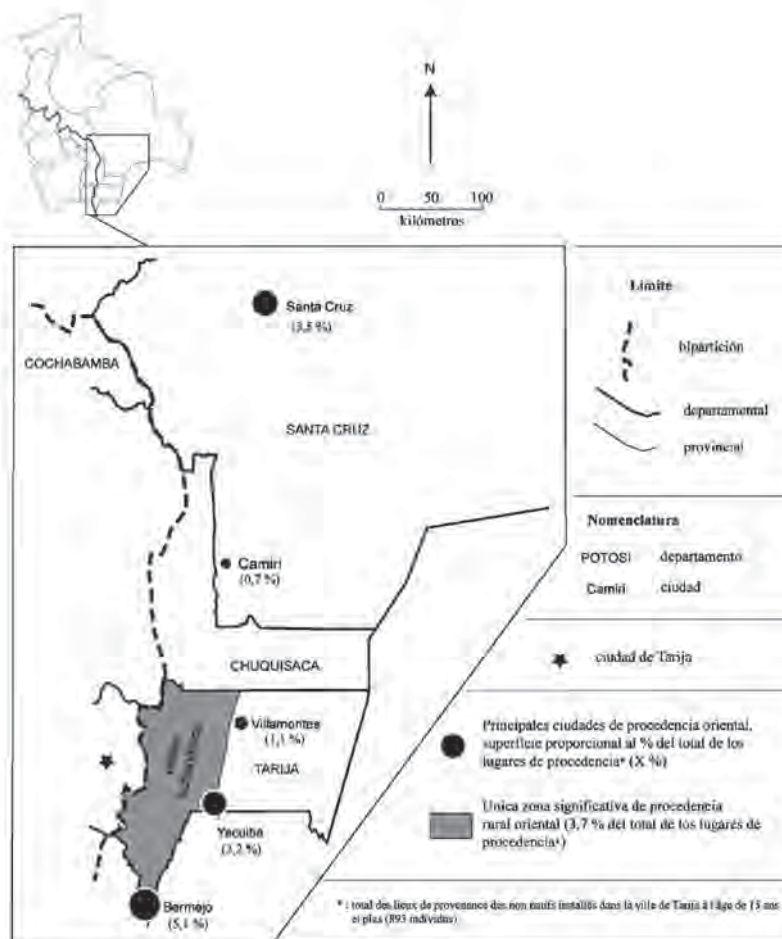 N
0 50 100
kilómetros
Santa Cruz
(3,5 %)
COCHABAMBA
SANTA CRUZ
Camiri
(0,7 %)
CHUQUISACA
Villamontes
(1,1 %)
TARIJA
Yacuiba
(3,2 %)
Bermejo
(5,1 %)
Límite
bipartición
departamental
provincial
Nomenclatura
POTOSI departamento
Camiri ciudad
ciudad de Tarija
Principales ciudades de procedencia oriental,
superficie proporcional al % del total de los
lugares de procedencia* (X %)
Unica zona significativa de procedencia
rural oriental (3,7 % del total de los lugares de
procedencia*)
* : total des lieux de provenance des non natifs installés dans la ville de Tarija à l'âge de 15 ans
et plus (893 individus)